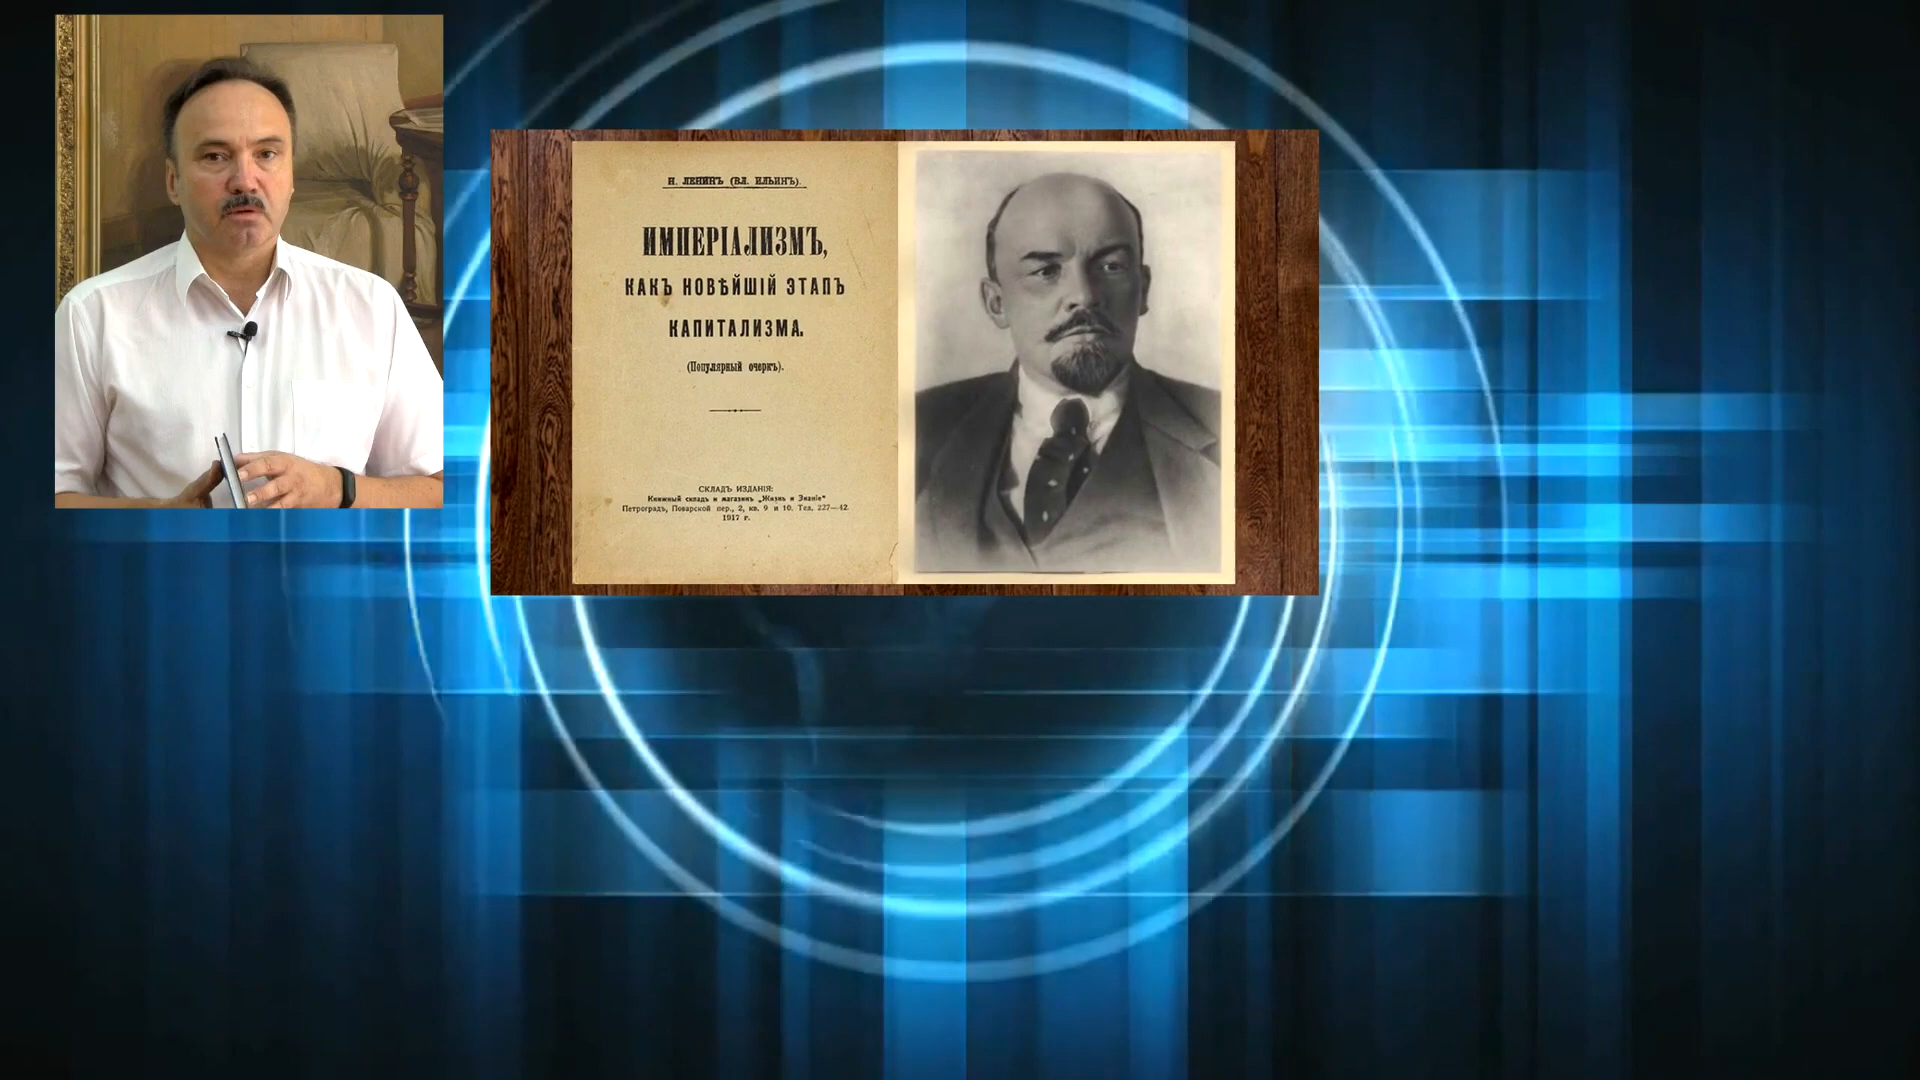 Н. ЛЕНИНЪ (ВЛ. ИЛЬИНЪ).
ИМПЕРІАЛИЗМЪ,
КАКЪ НОВѢЙШІЙ ЭТАПЪ
КАПИТАЛИЗМА.
(Популярный очеркъ).
СКЛАДЪ ИЗДАНІЯ:
Книжный складъ и магазинъ „Жизнь и Знаніе“
Петроградъ, Поварской пер., 2, кв. 9 и 10. Тел. 227—42.
1917 г.